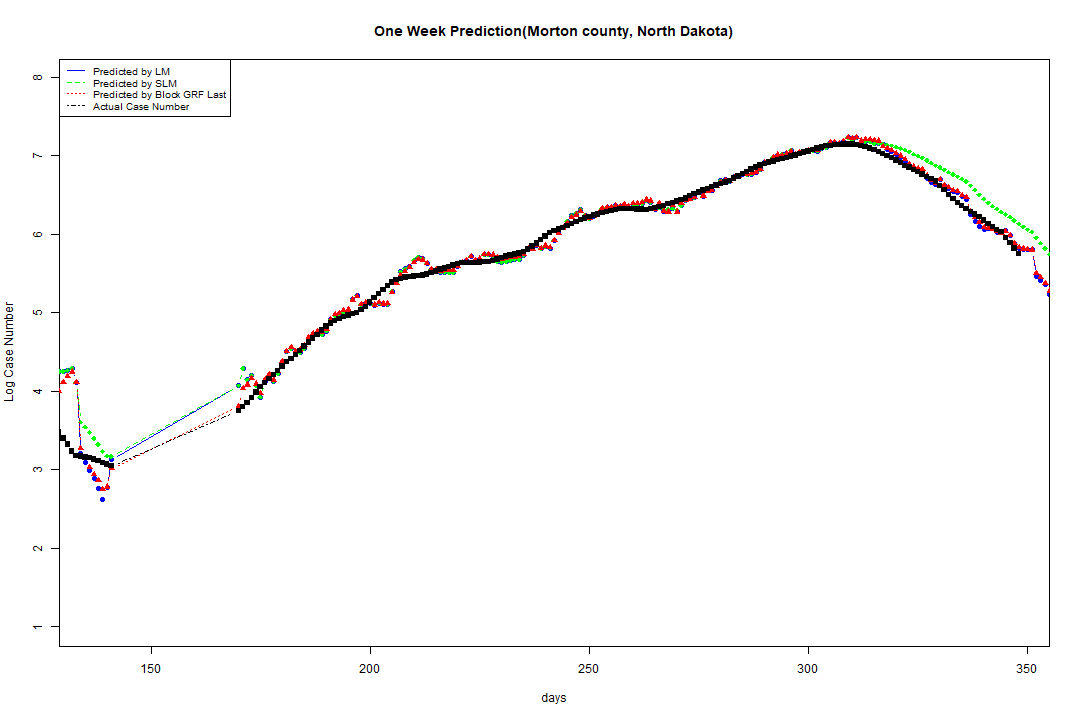 One Week Prediction(Morton county, North Dakota)
Predicted by LM
Predicted by SLM
Predicted by Block GRF Last
Actual Case Number
8
7
6
5
4
3
2
1
Log Case Number
150 200 250 300 350
days